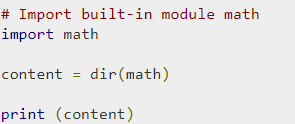 # Import built-in module math
import math
content = dir(math)
print (content)